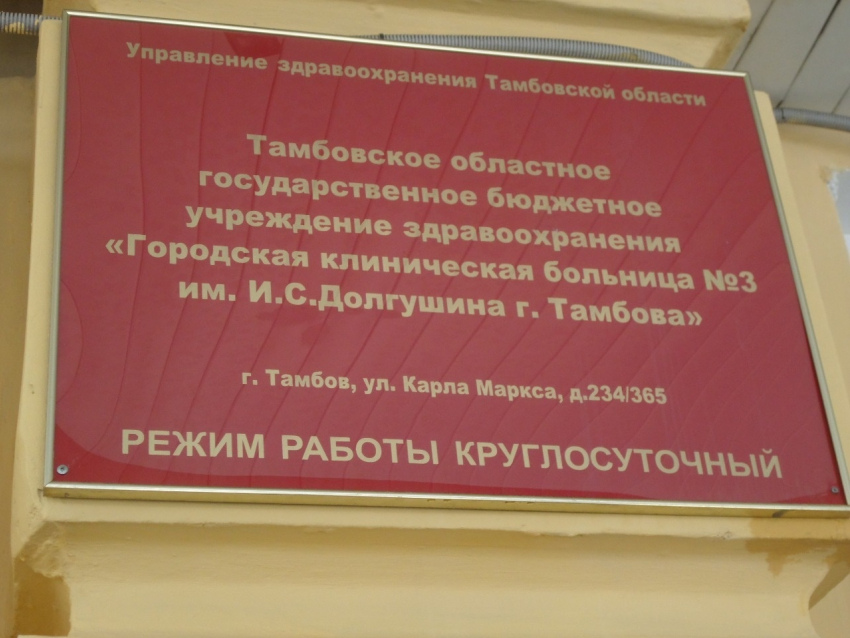 Управление здравоохранения Тамбовской области
Тамбовское областное
государственное бюджетное
учреждение здравоохранения
«Городская клиническая больница №3
им. И.С.Долгушина г. Тамбова»
г. Тамбов, ул. Карла Маркса, д.234/365
РЕЖИМ РАБОТЫ КРУГЛОСУТОЧНЫЙ